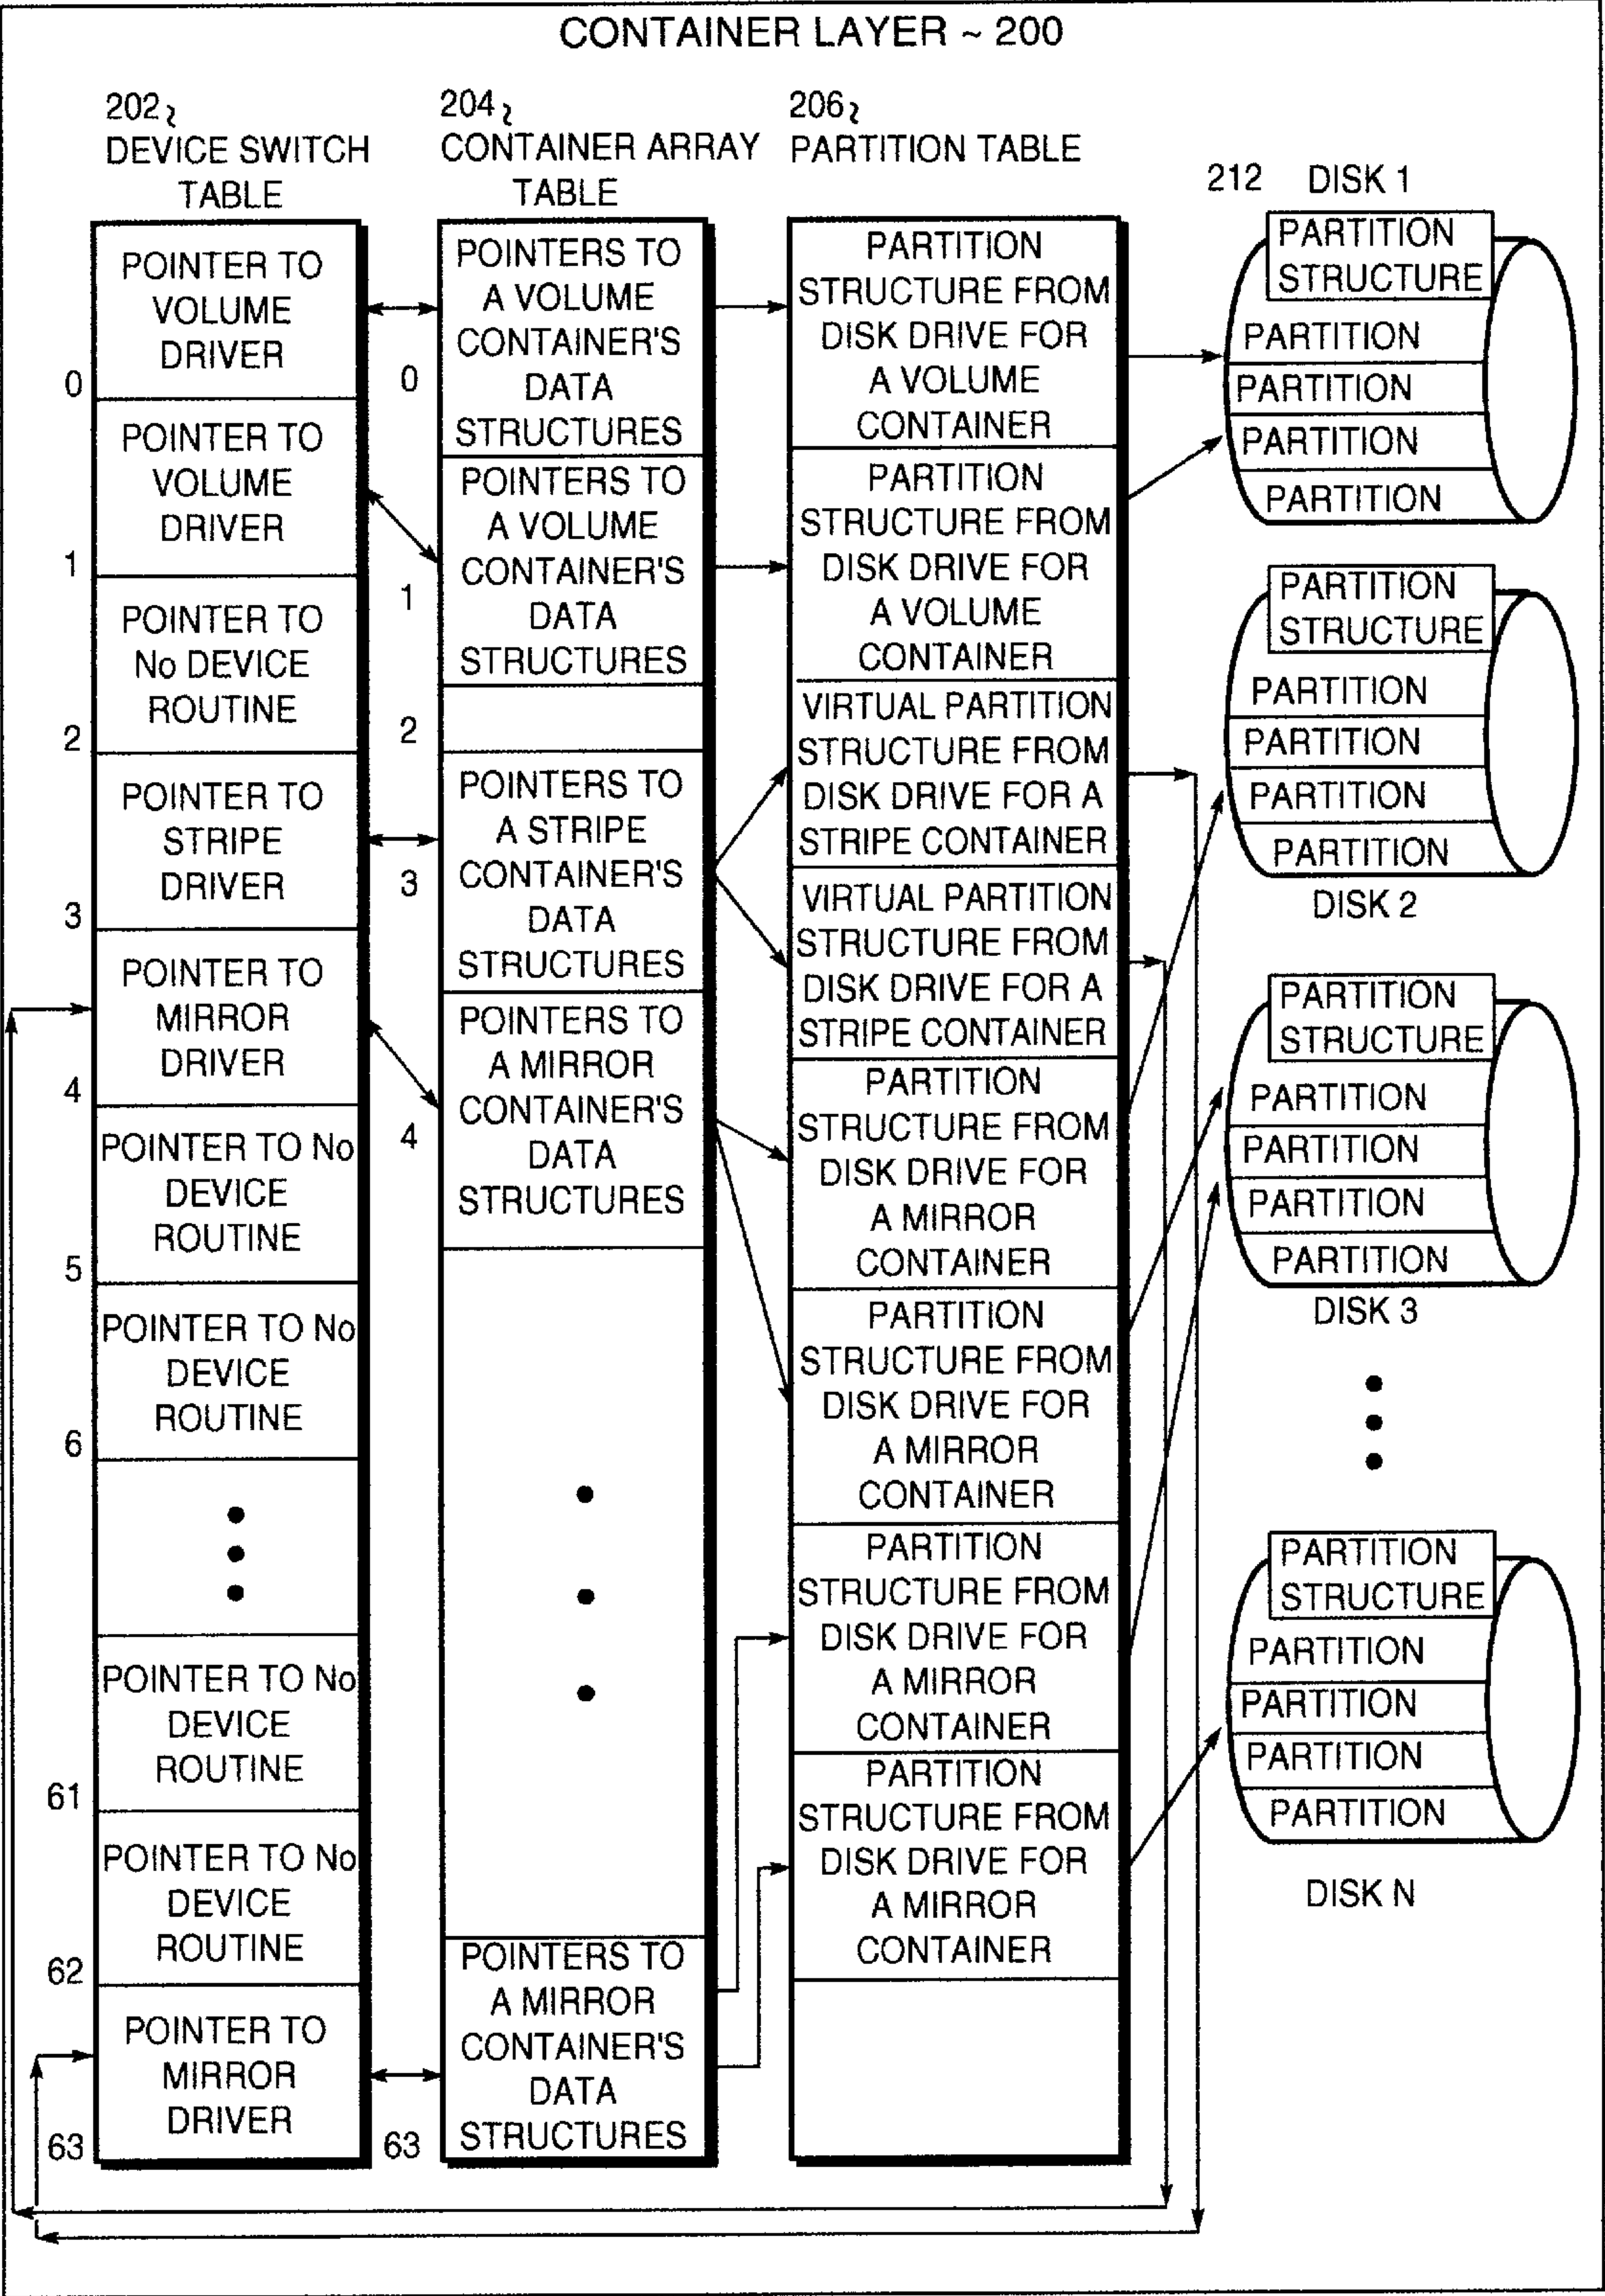 CONTAINER LAYER ~ 200
202
DEVICE SWITCH
TABLE
POINTER TO
VOLUME
DRIVER
0
POINTER TO
VOLUME
DRIVER
1
POINTER TO
No DEVICE
ROUTINE
2
POINTER TO
STRIPE
DRIVER
3
POINTER TO
MIRROR
DRIVER
4
POINTER TO No
DEVICE
ROUTINE
5
POINTER TO No
DEVICE
ROUTINE
6
POINTER TO No
DEVICE
ROUTINE
61
POINTER TO No
DEVICE
ROUTINE
62
POINTER TO
MIRROR
DRIVER
63
204
CONTAINER ARRAY
TABLE
POINTERS TO
A VOLUME
CONTAINER'S
DATA
STRUCTURES
0
POINTERS TO
A VOLUME
CONTAINER'S
DATA
STRUCTURES
1
2
POINTERS TO
A STRIPE
CONTAINER'S
DATA
STRUCTURES
3
POINTERS TO
A MIRROR
CONTAINER'S
DATA
STRUCTURES
4
POINTERS TO
A MIRROR
CONTAINER'S
DATA
STRUCTURES
63
206
PARTITION TABLE
PARTITION
STRUCTURE FROM
DISK DRIVE FOR
A VOLUME
CONTAINER
PARTITION
STRUCTURE FROM
DISK DRIVE FOR
A VOLUME
CONTAINER
VIRTUAL PARTITION
STRUCTURE FROM
DISK DRIVE FOR A
STRIPE CONTAINER
VIRTUAL PARTITION
STRUCTURE FROM
DISK DRIVE FOR A
STRIPE CONTAINER
PARTITION
STRUCTURE FROM
DISK DRIVE FOR
A MIRROR
CONTAINER
PARTITION
STRUCTURE FROM
DISK DRIVE FOR
A MIRROR
CONTAINER
PARTITION
STRUCTURE FROM
DISK DRIVE FOR
A MIRROR
CONTAINER
PARTITION
STRUCTURE FROM
DISK DRIVE FOR
A MIRROR
CONTAINER
212 DISK 1
PARTITION
STRUCTURE
PARTITION
PARTITION
PARTITION
PARTITION
PARTITION
STRUCTURE
PARTITION
PARTITION
PARTITION
PARTITION
DISK 2
PARTITION
STRUCTURE
PARTITION
PARTITION
PARTITION
PARTITION
DISK 3
PARTITION
STRUCTURE
PARTITION
PARTITION
PARTITION
PARTITION
DISK N